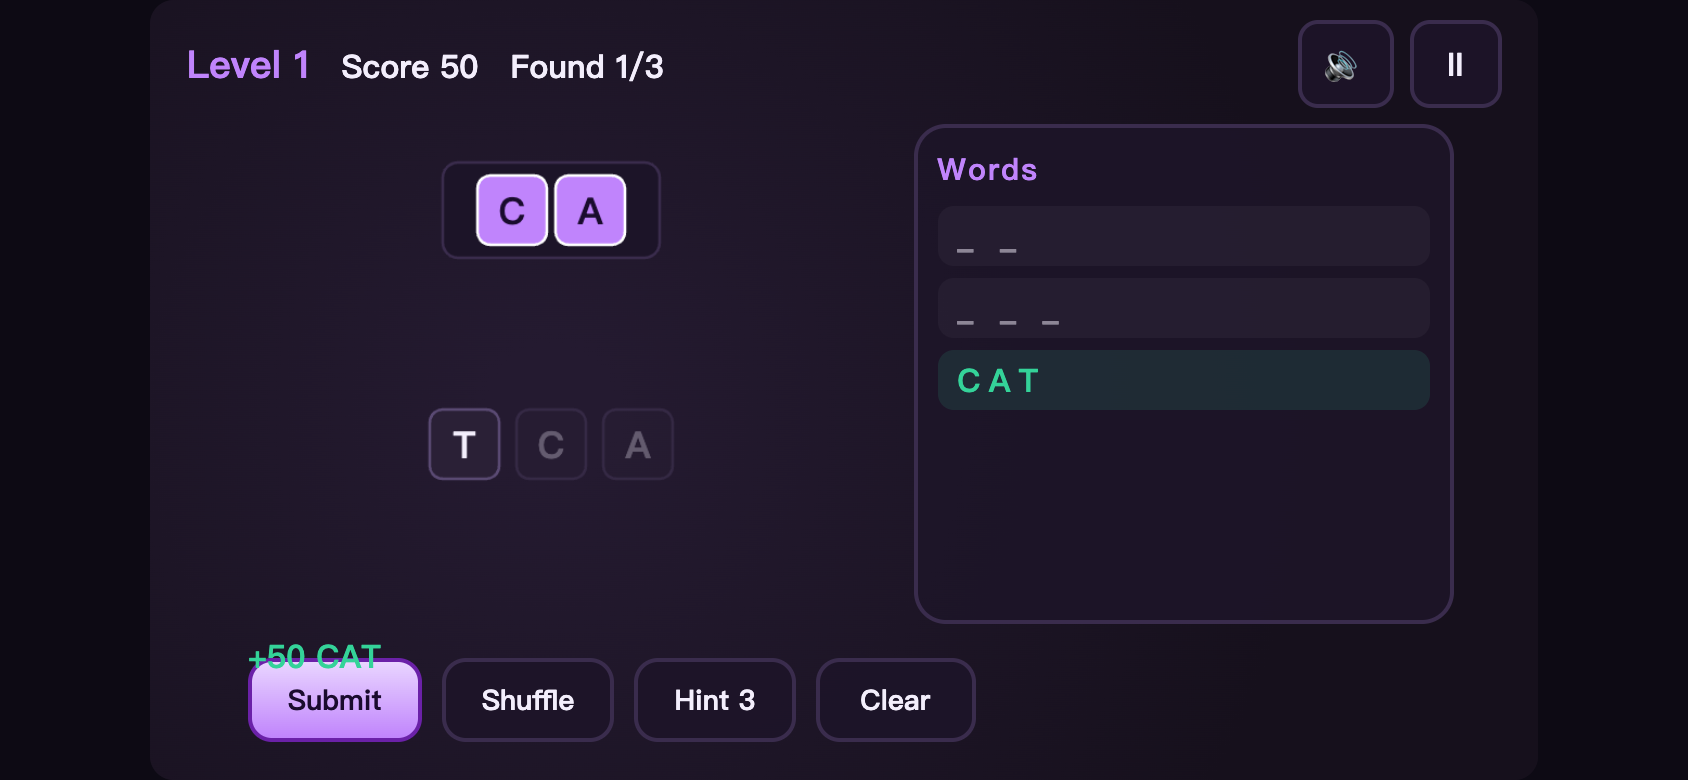 Level 1 Score 50 Found 1/3
C A
T C A
Words
_ _
_ _ _
CAT
+50 CAT
Submit Shuffle Hint 3 Clear